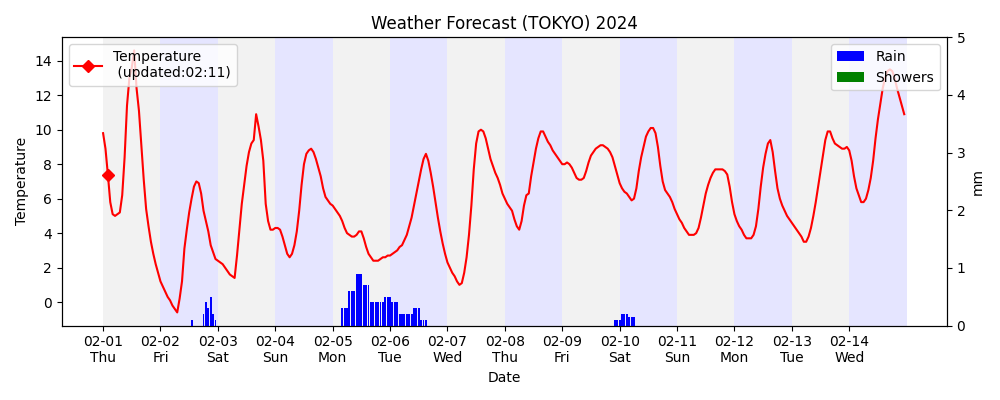 Weather Forecast (TOKYO) 2024
Temperature
(updated:02:11)
Rain
Showers
Temperature
14
12
10
8
6
4
2
0
5
4
3
2
1
0
mm
02-01 02-02 02-03 02-04 02-05 02-06 02-07 02-08 02-09 02-10 02-11 02-12 02-13 02-14
Thu Fri Sat Sun Mon Tue Wed Thu Fri Sat Sun Mon Tue Wed
Date